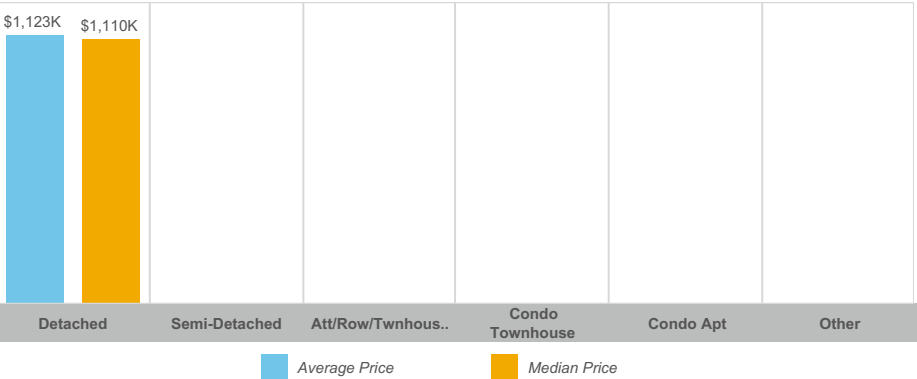 $1,123K
$1,110K
Detached
Semi-Detached
Att/Row/Twnhous..
Condo
Townhouse
Condo Apt
Other
Average Price
Median Price